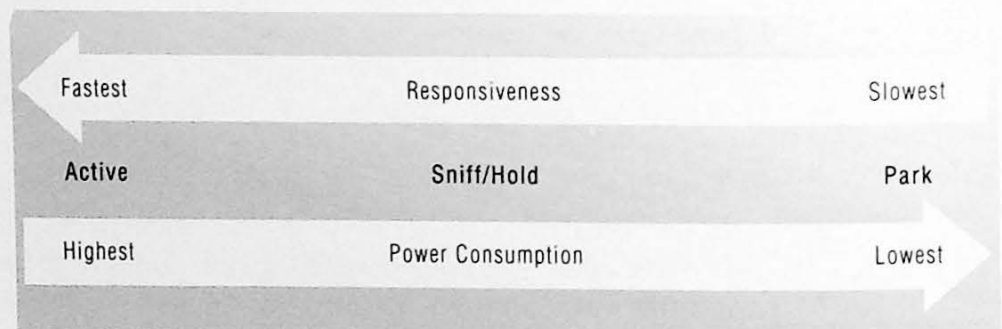 Fastest Responsiveness Slowest
Active Sniff/Hold Park
Highest Power Consumption Lowest